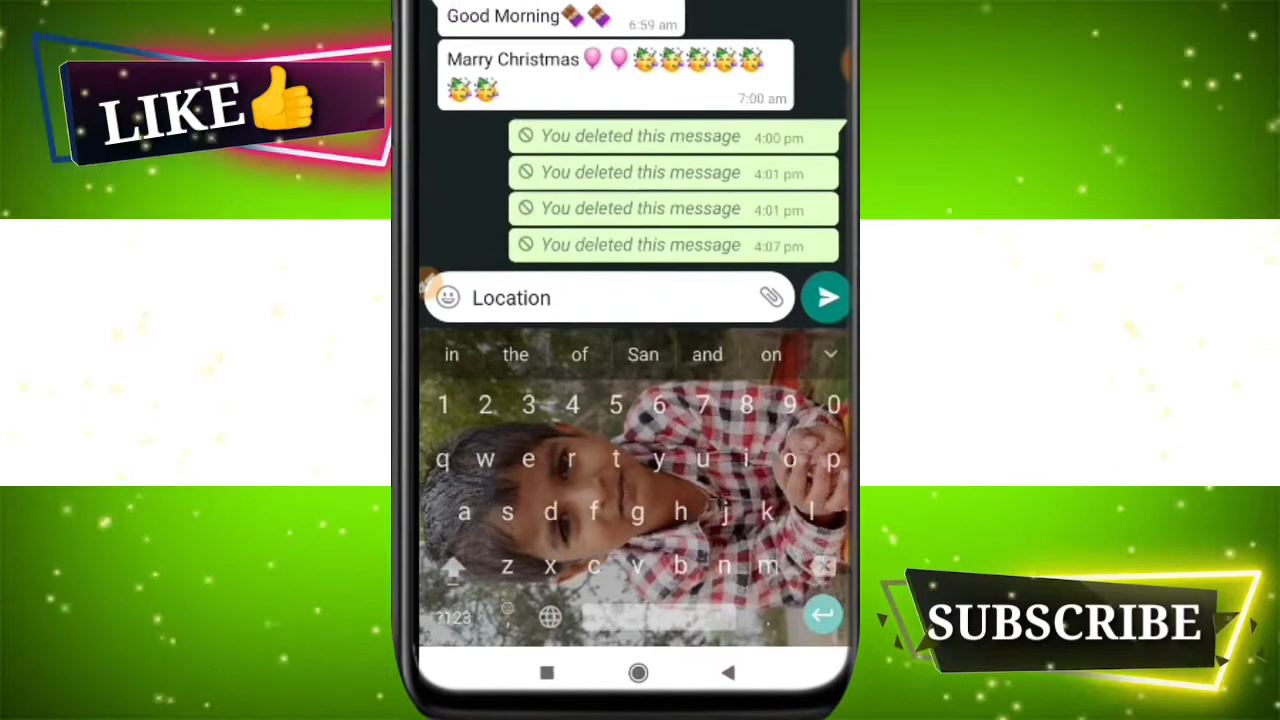 Good Morning🍫🍫 6:59 am
Marry Christmas🎈🎈🥳🥳🥳🥳🥳
🥳🥳 7:00 am
LIKE👍
You deleted this message 4:00 pm
You deleted this message 4:01 pm
You deleted this message 4:01 pm
You deleted this message 4:07 pm
Location
in the of San and on
1 2 3 4 5 6 7 8 9 0
q w e r t y u i o p
a s d f g h j k l
z x c v b n m
?123 , .
SUBSCRIBE